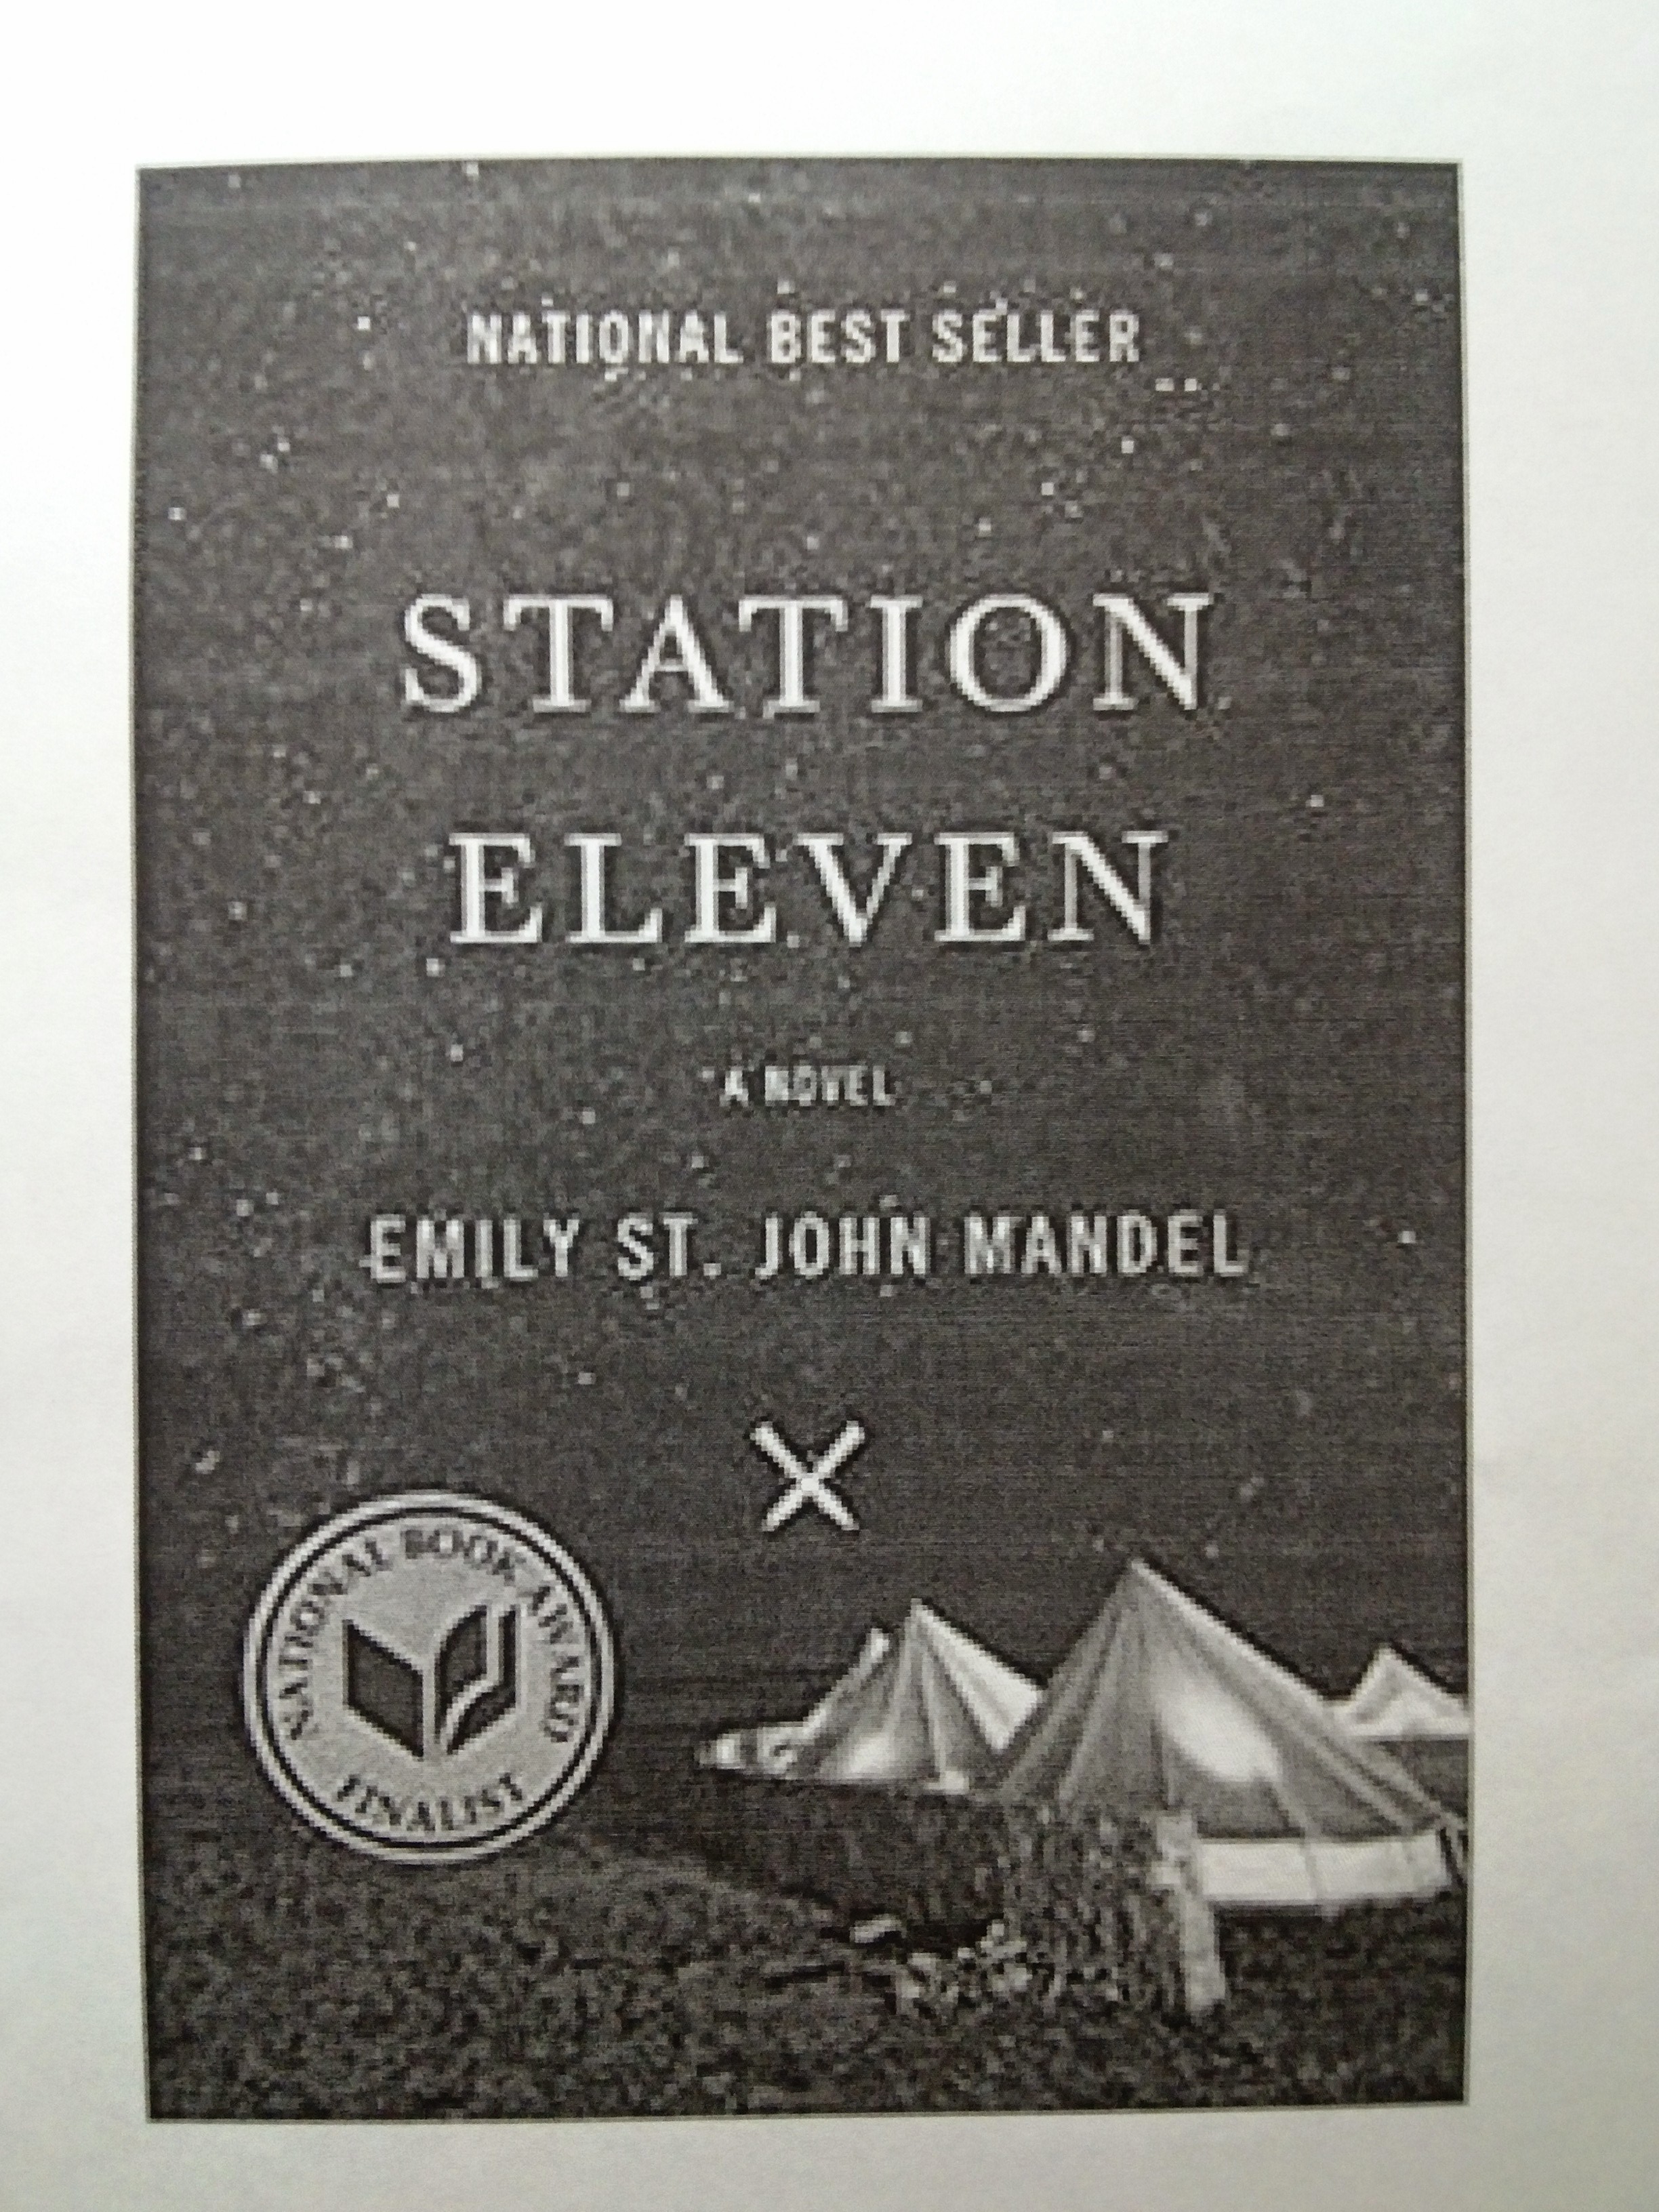 NATIONAL BEST SELLER
STATION
ELEVEN
A NOVEL
EMILY ST. JOHN MANDEL
NATIONAL BOOK AWARD
FINALIST